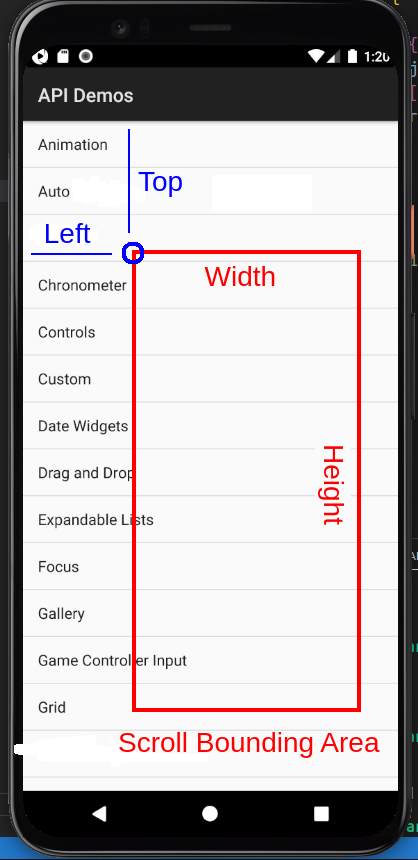 1:26
API Demos
Animation
Top
Auto
Left
Width
Chronometer
Controls
Custom
Date Widgets
Drag and Drop
Height
Expandable Lists
Focus
Gallery
Game Controller Input
Grid
Scroll Bounding Area